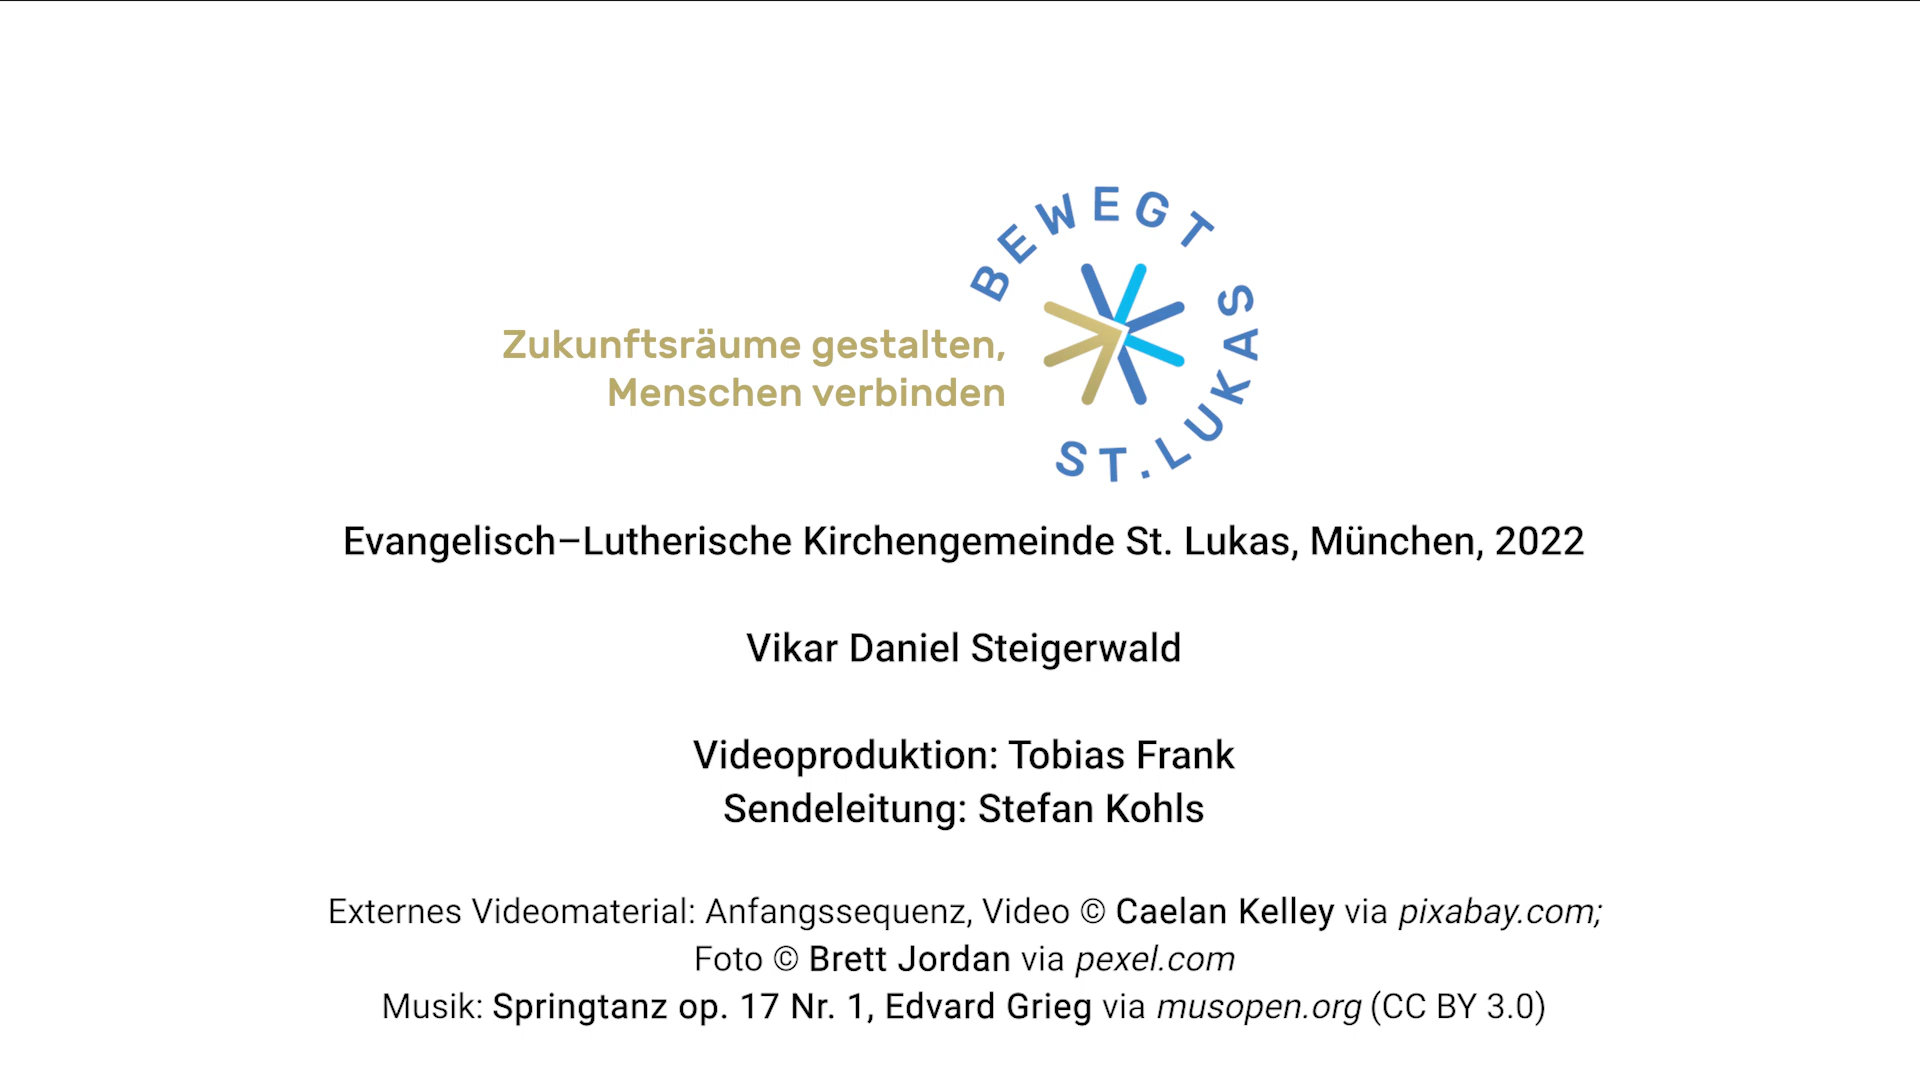 BEWEGT
ST.LUKAS
Zukunftsräume gestalten,
Menschen verbinden
Evangelisch–Lutherische Kirchengemeinde St. Lukas, München, 2022
Vikar Daniel Steigerwald
Videoproduktion: Tobias Frank
Sendeleitung: Stefan Kohls
Externes Videomaterial: Anfangssequenz, Video © Caelan Kelley via pixabay.com;
Foto © Brett Jordan via pexel.com
Musik: Springtanz op. 17 Nr. 1, Edvard Grieg via musopen.org (CC BY 3.0)